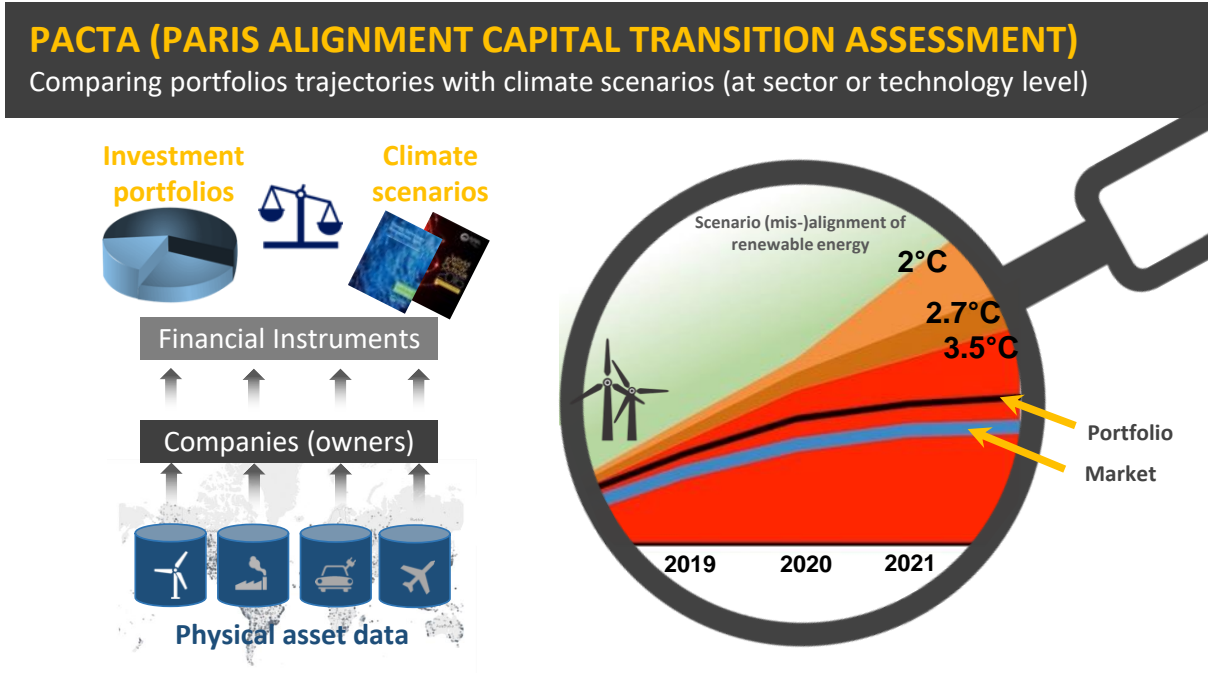 PACTA (PARIS ALIGNMENT CAPITAL TRANSITION ASSESSMENT)
Comparing portfolios trajectories with climate scenarios (at sector or technology level)
Investment
portfolios
Climate
scenarios
Financial Instruments
Companies (owners)
Physical asset data
Scenario (mis-)alignment of
renewable energy
2°C
2.7°C
3.5°C
Portfolio
Market
2019
2020
2021